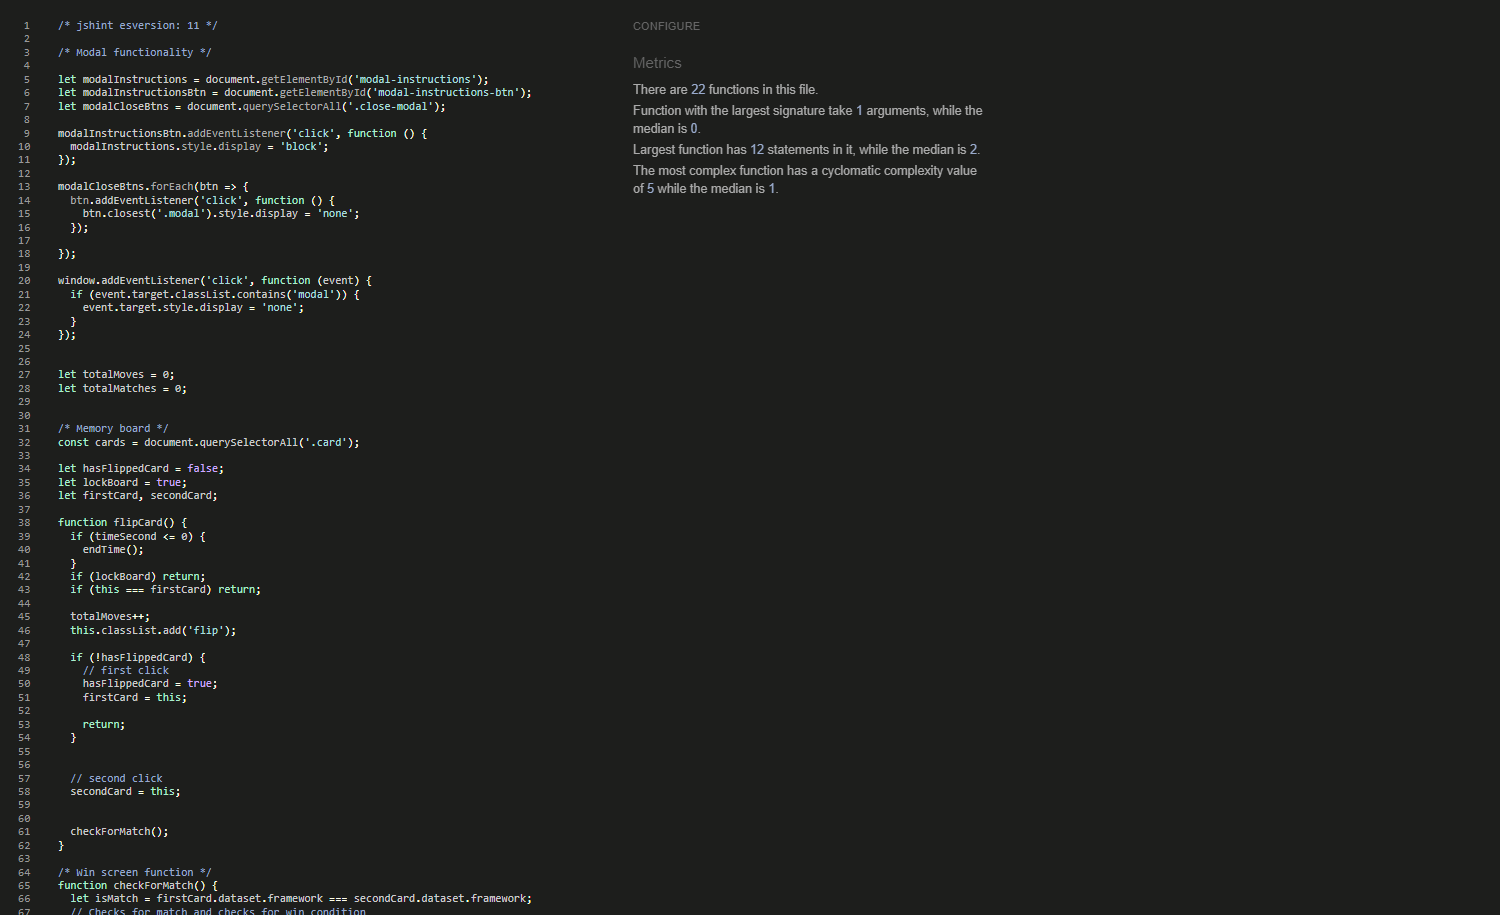 1 /* jshint esversion: 11 */
2
3 /* Modal functionality */
4
5 let modalInstructions = document.getElementById('modal-instructions');
6 let modalInstructionsBtn = document.getElementById('modal-instructions-btn');
7 let modalCloseBtns = document.querySelectorAll('.close-modal');
8
9 modalInstructionsBtn.addEventListener('click', function () {
10 modalInstructions.style.display = 'block';
11 });
12
13 modalCloseBtns.forEach(btn => {
14 btn.addEventListener('click', function () {
15 btn.closest('.modal').style.display = 'none';
16 });
17
18 });
19
20 window.addEventListener('click', function (event) {
21 if (event.target.classList.contains('modal')) {
22 event.target.style.display = 'none';
23 }
24 });
25
26
27 let totalMoves = 0;
28 let totalMatches = 0;
29
30
31 /* Memory board */
32 const cards = document.querySelectorAll('.card');
33
34 let hasFlippedCard = false;
35 let lockBoard = true;
36 let firstCard, secondCard;
37
38 function flipCard() {
39 if (timeSecond <= 0) {
40 endTime();
41 }
42 if (lockBoard) return;
43 if (this === firstCard) return;
44
45 totalMoves++;
46 this.classList.add('flip');
47
48 if (!hasFlippedCard) {
49 // first click
50 hasFlippedCard = true;
51 firstCard = this;
52
53 return;
54 }
55
56
57 // second click
58 secondCard = this;
59
60
61 checkForMatch();
62 }
63
64 /* Win screen function */
65 function checkForMatch() {
66 let isMatch = firstCard.dataset.framework === secondCard.dataset.framework;
67 // Checks for match and checks for win condition
CONFIGURE
Metrics
There are 22 functions in this file.
Function with the largest signature take 1 arguments, while the
median is 0.
Largest function has 12 statements in it, while the median is 2.
The most complex function has a cyclomatic complexity value
of 5 while the median is 1.